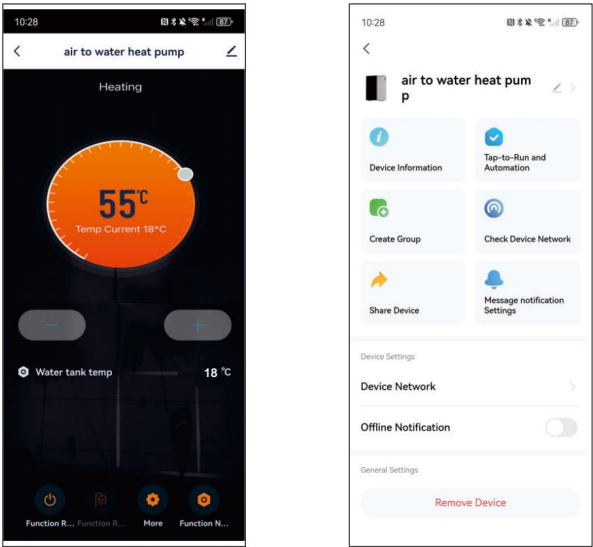 10:28
87
air to water heat pump
Heating
55°C
Temp Current 18°C
−
+
Water tank temp 18 °C
Function R... Function R... More Function N...
10:28
87
air to water heat pum
p
Device Information
Tap-to-Run and
Automation
Create Group
Check Device Network
Share Device
Message notification
Settings
Device Settings
Device Network
Offline Notification
General Settings
Remove Device